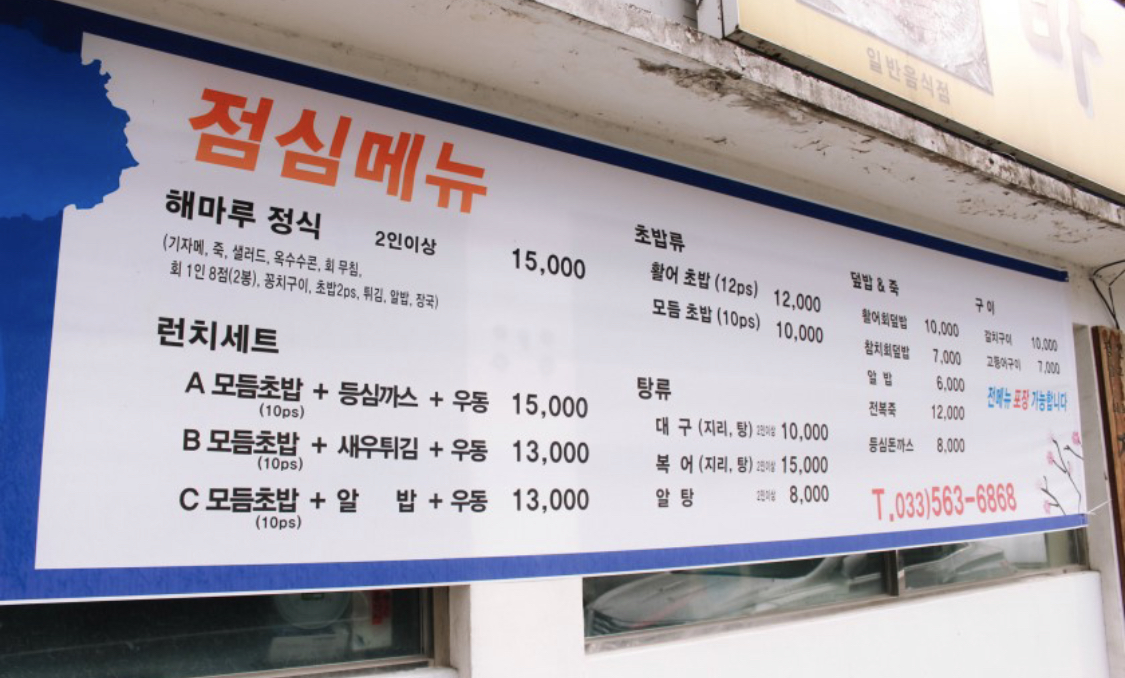 일반음식점
바
점심메뉴
해마루 정식 2인이상 15,000
(기자메, 죽, 샐러드, 옥수수콘, 회 무침,
회 1인 8점(2봉), 꽁치구이, 초밥2ps, 튀김, 알밥, 장국)
런치세트
A 모듬초밥 + 등심까스 + 우동 15,000
(10ps)
B 모듬초밥 + 새우튀김 + 우동 13,000
(10ps)
C 모듬초밥 + 알 밥 + 우동 13,000
(10ps)
초밥류
활어 초밥 (12ps) 12,000
모듬 초밥 (10ps) 10,000
탕류
대 구 (지리, 탕) 2인이상 10,000
복 어 (지리, 탕) 2인이상 15,000
알 탕 2인이상 8,000
덮밥 & 죽
활어회덮밥 10,000
참치회덮밥 7,000
알 밥 6,000
전복죽 12,000
등심돈까스 8,000
구 이
갈치구이 10,000
고등어구이 7,000
전메뉴 포장 가능합니다
T.033)563-6868